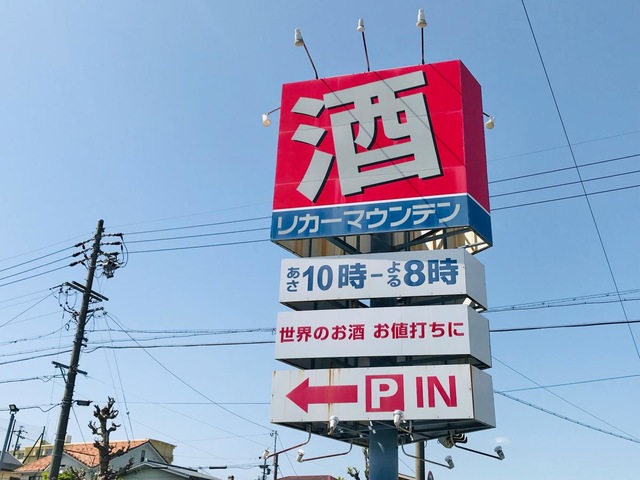 酒
リカーマウンテン
あさ10時-よる8時
世界のお酒 お値打ちに
P IN